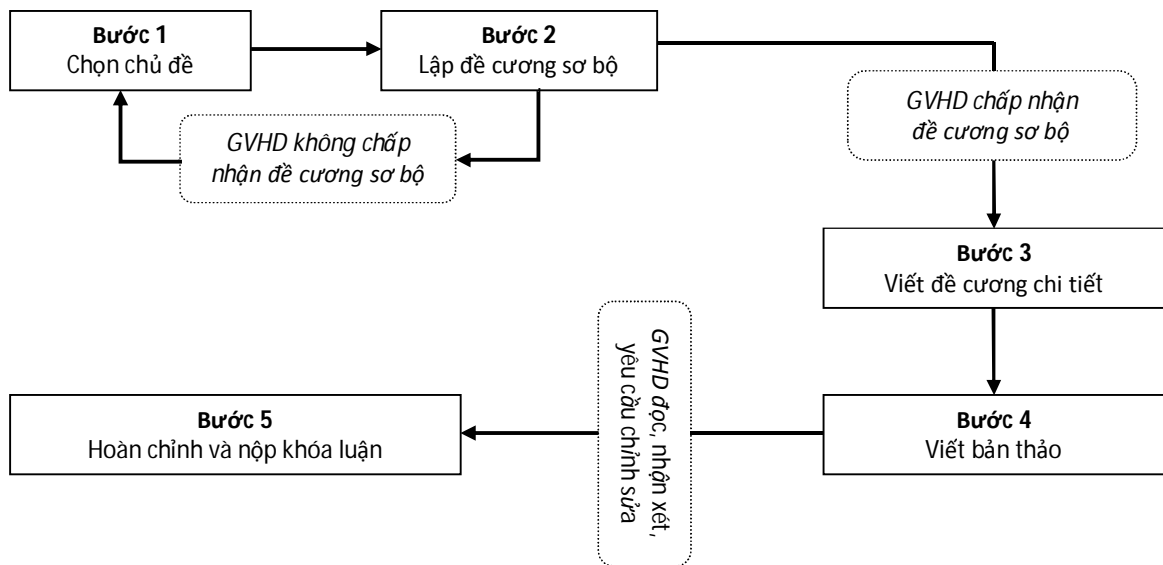 Bước 1
Chọn chủ đề
Bước 2
Lập đề cương sơ bộ
GVHD không chấp
nhận đề cương sơ bộ
GVHD chấp nhận
đề cương sơ bộ
Bước 3
Viết đề cương chi tiết
Bước 4
Viết bản thảo
GVHD đọc, nhận xét,
yêu cầu chỉnh sửa
Bước 5
Hoàn chỉnh và nộp khóa luận